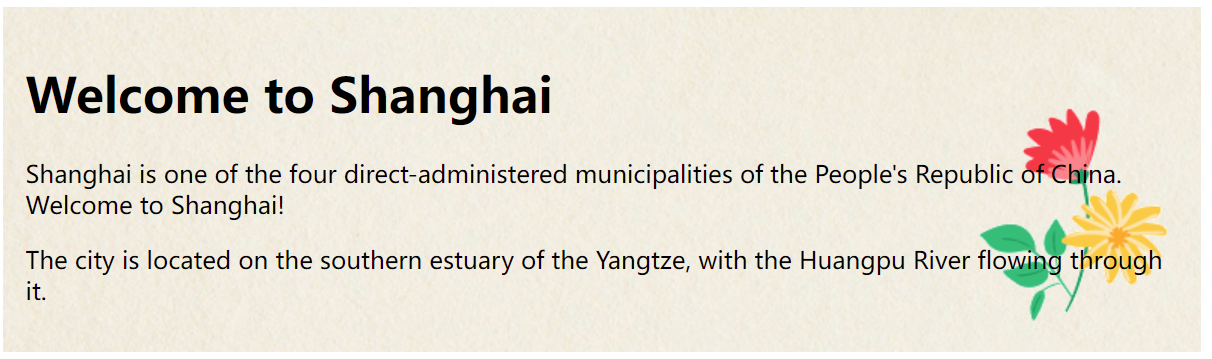 Welcome to Shanghai
Shanghai is one of the four direct-administered municipalities of the People's Republic of China.
Welcome to Shanghai!
The city is located on the southern estuary of the Yangtze, with the Huangpu River flowing through
it.